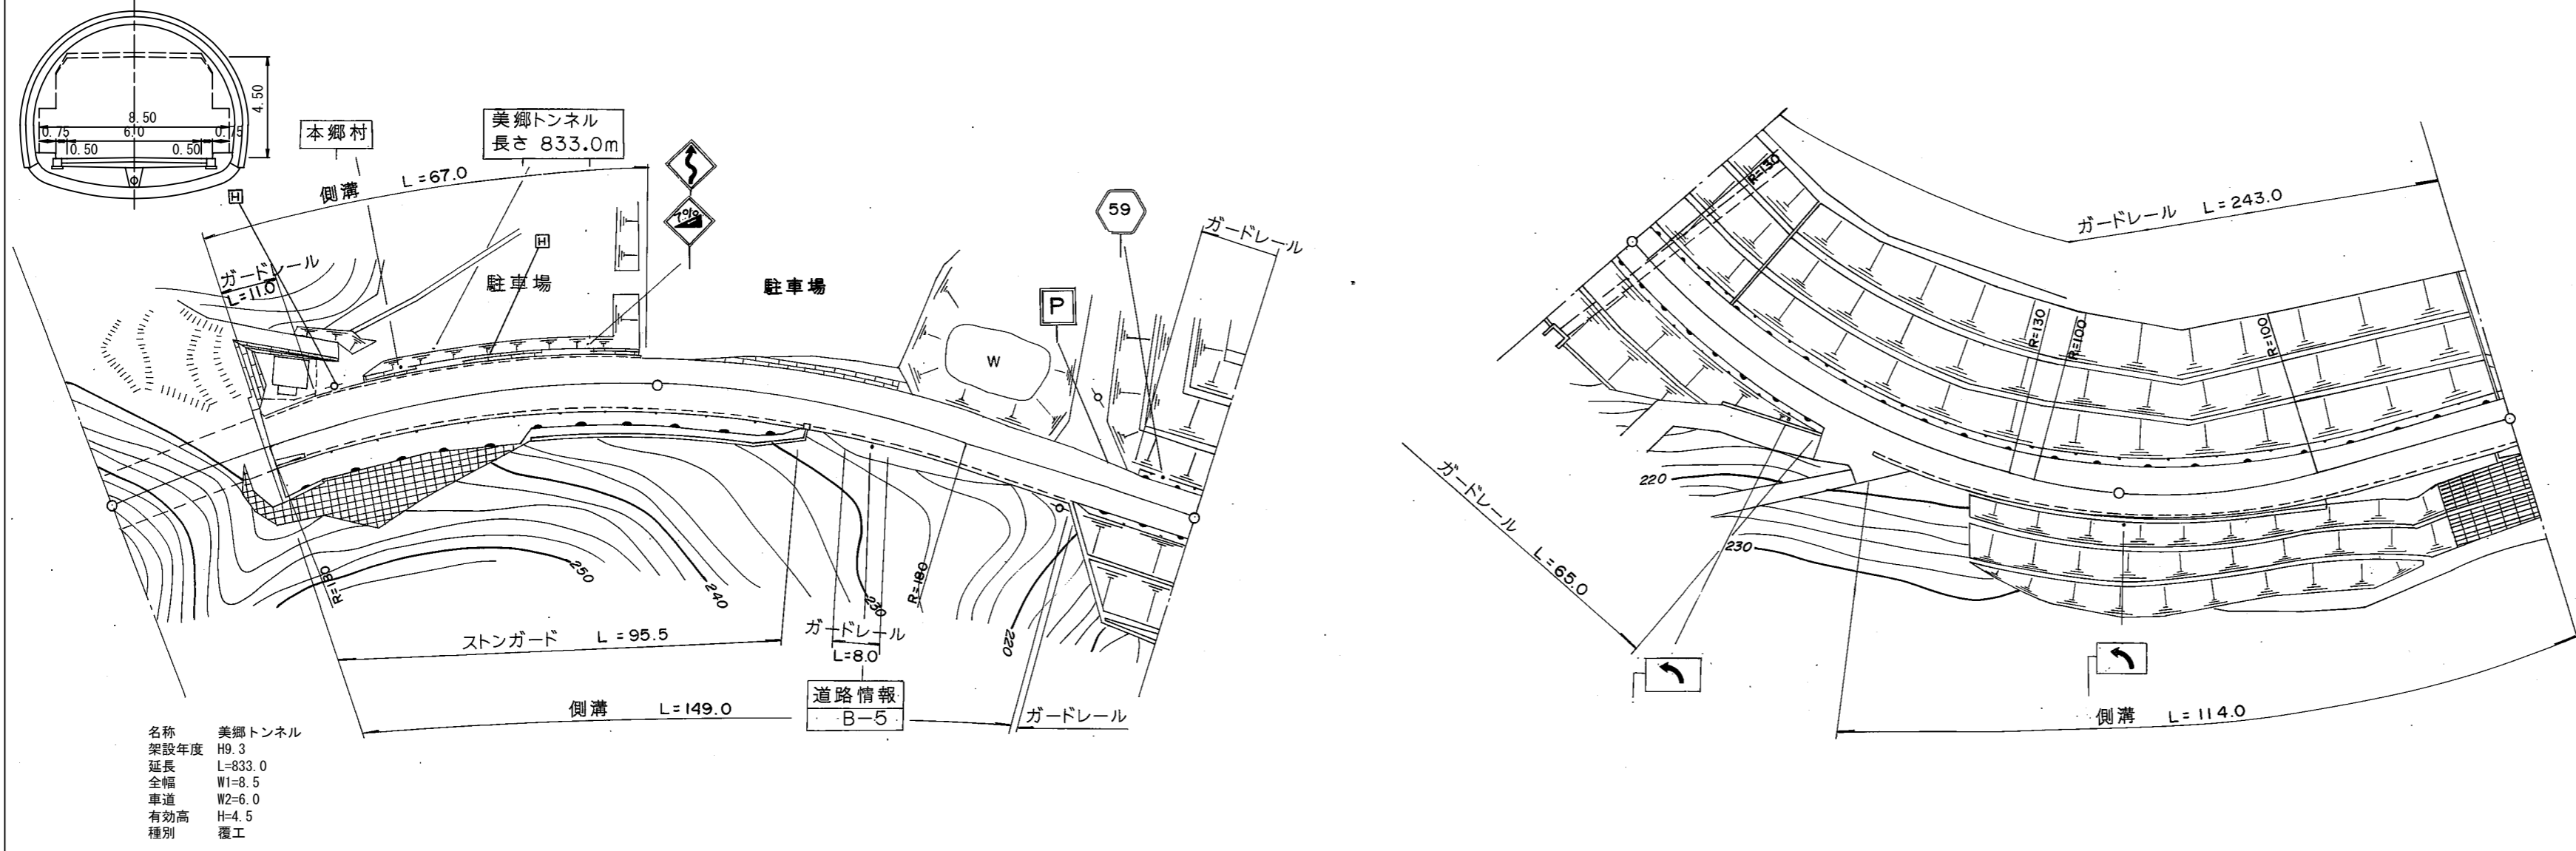 4.50
8.50
0.75
6.0
0.75
0.50
0.50
本郷村
美郷トンネル
長さ 833.0m
H
側溝
L=67.0
7%
59
ガードレール
L=11.0
H
駐車場
駐車場
P
W
ガードレール
R=180
250
240
230
R=180
220
ストンガード L=95.5
ガードレール
L=8.0
側溝 L=149.0
道路情報
B-5
ガードレール
名称 美郷トンネル
架設年度 H9.3
延長 L=833.0
全幅 W1=8.5
車道 W2=6.0
有効高 H=4.5
種別 覆工
R=130
ガードレール L=243.0
R=130
R=100
R=100
220
230
ガードレール L=65.0
側溝 L=114.0